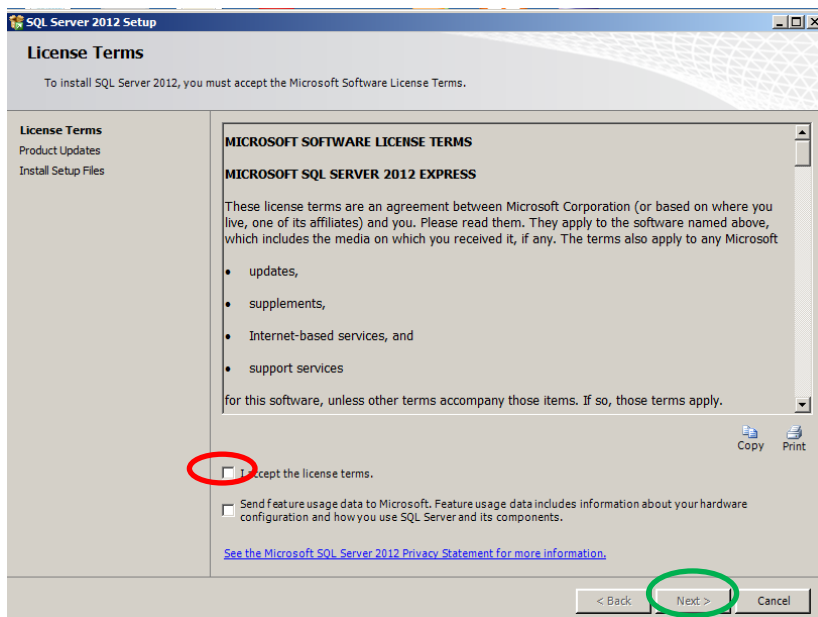 SQL Server 2012 Setup
License Terms
To install SQL Server 2012, you must accept the Microsoft Software License Terms.
License Terms
Product Updates
Install Setup Files
MICROSOFT SOFTWARE LICENSE TERMS
MICROSOFT SQL SERVER 2012 EXPRESS
These license terms are an agreement between Microsoft Corporation (or based on where you
live, one of its affiliates) and you. Please read them. They apply to the software named above,
which includes the media on which you received it, if any. The terms also apply to any Microsoft
• updates,
• supplements,
• Internet-based services, and
• support services
for this software, unless other terms accompany those items. If so, those terms apply.
Copy Print
I accept the license terms.
Send feature usage data to Microsoft. Feature usage data includes information about your hardware
configuration and how you use SQL Server and its components.
See the Microsoft SQL Server 2012 Privacy Statement for more information.
< Back Next > Cancel